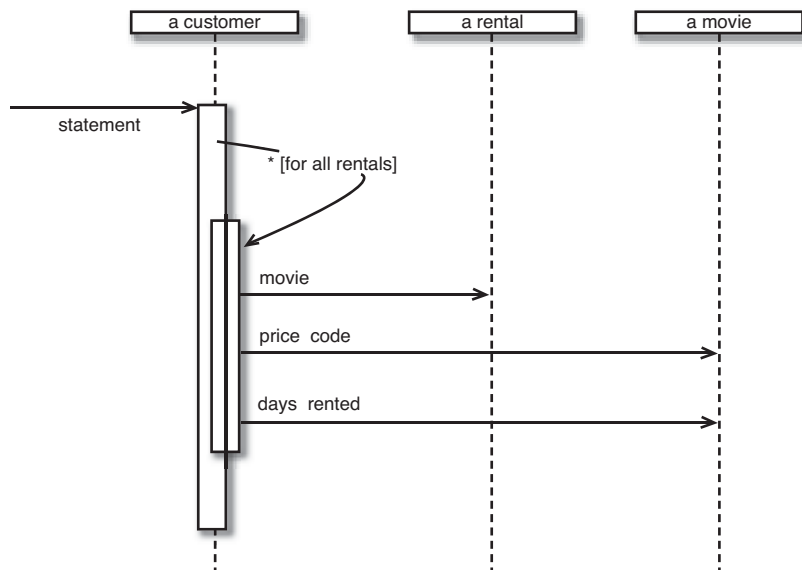 a customer
a rental
a movie
statement
* [for all rentals]
movie
price code
days rented